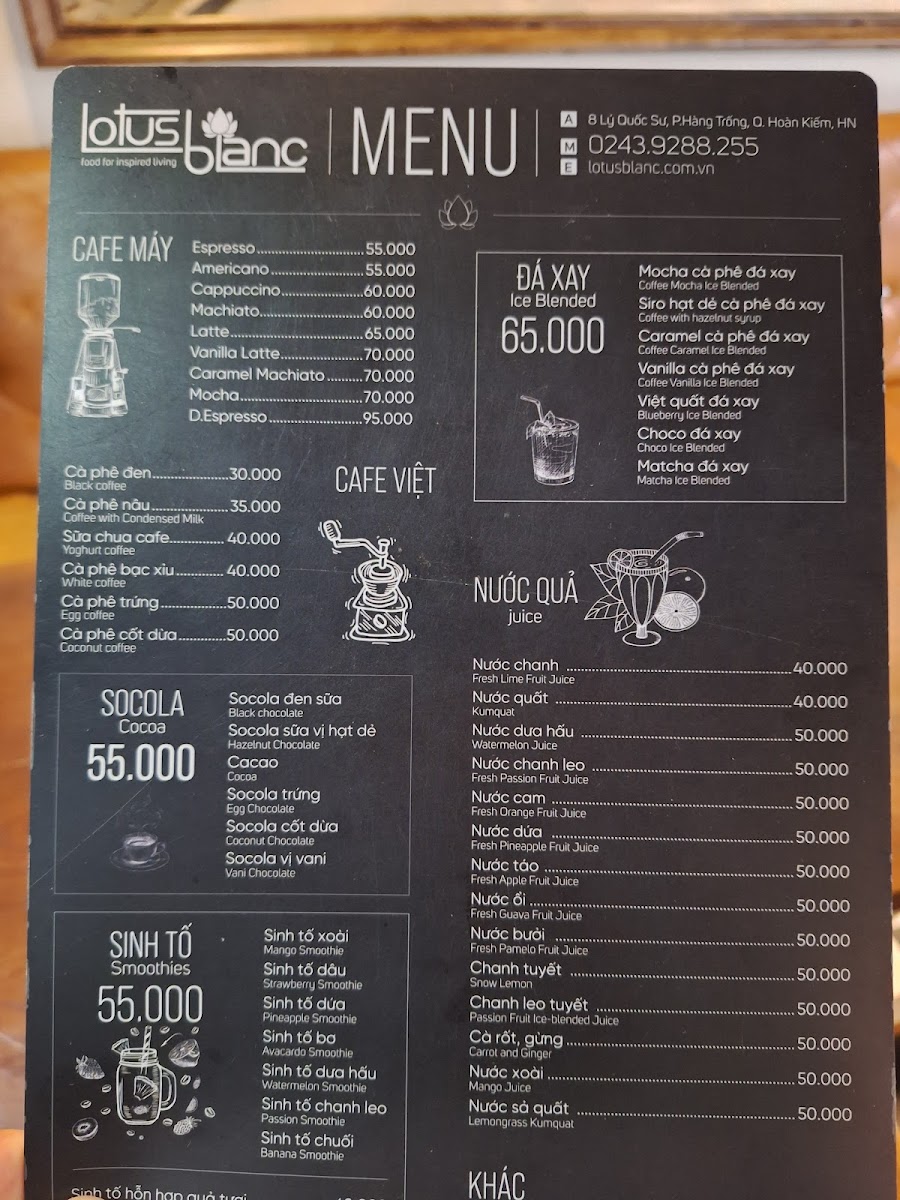 lotus blanc
food for inspired living
MENU
A 8 Lý Quốc Sư, P.Hàng Trống, Q. Hoàn Kiếm, HN
M 0243.9288.255
E lotusblanc.com.vn
CAFE MÁY
Espresso 55.000
Americano 55.000
Cappuccino 60.000
Machiato 60.000
Latte 65.000
Vanilla Latte 70.000
Caramel Machiato 70.000
Mocha 70.000
D.Espresso 95.000
CAFE VIỆT
Cà phê đen 30.000
Black coffee
Cà phê nâu 35.000
Coffee with Condensed Milk
Sữa chua cafe 40.000
Yoghurt coffee
Cà phê bạc xỉu 40.000
White coffee
Cà phê trứng 50.000
Egg coffee
Cà phê cốt dừa 50.000
Coconut coffee
SOCOLA
Cocoa
55.000
Socola đen sữa
Black chocolate
Socola sữa vị hạt dẻ
Hazelnut Chocolate
Cacao
Cocoa
Socola trứng
Egg Chocolate
Socola cốt dừa
Coconut Chocolate
Socola vị vani
Vani Chocolate
SINH TỐ
Smoothies
55.000
Sinh tố xoài
Mango Smoothie
Sinh tố dâu
Strawberry Smoothie
Sinh tố dứa
Pineapple Smoothie
Sinh tố bơ
Avacardo Smoothie
Sinh tố dưa hấu
Watermelon Smoothie
Sinh tố chanh leo
Passion Smoothie
Sinh tố chuối
Banana Smoothie
Sinh tố hỗn hợp quả tươi
ĐÁ XAY
Ice Blended
65.000
Mocha cà phê đá xay
Coffee Mocha Ice Blended
Siro hạt dẻ cà phê đá xay
Coffee with hazelnut syrup
Caramel cà phê đá xay
Coffee Caramel Ice Blended
Vanilla cà phê đá xay
Coffee Vanilla Ice Blended
Việt quất đá xay
Blueberry Ice Blended
Choco đá xay
Choco Ice Blended
Matcha đá xay
Matcha Ice Blended
NƯỚC QUẢ
juice
Nước chanh 40.000
Fresh Lime Fruit Juice
Nước quất 40.000
Kumquat
Nước dưa hấu 50.000
Watermelon Juice
Nước chanh leo 50.000
Fresh Passion Fruit Juice
Nước cam 50.000
Fresh Orange Fruit Juice
Nước dứa 50.000
Fresh Pineapple Fruit Juice
Nước táo 50.000
Fresh Apple Fruit Juice
Nước ổi 50.000
Fresh Guava Fruit Juice
Nước bưởi 50.000
Fresh Pamelo Fruit Juice
Chanh tuyết 50.000
Snow Lemon
Chanh leo tuyết 50.000
Passion Fruit Ice-blended Juice
Cà rốt, gừng 50.000
Carrot and Ginger
Nước xoài 50.000
Mango Juice
Nước sả quất 50.000
Lemongrass Kumquat
KHÁC